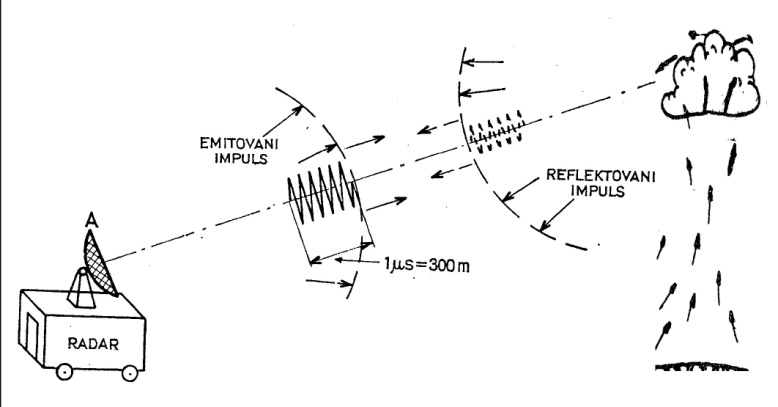 EMITOVANI
IMPULS
REFLEKTOVANI
IMPULS
A
1μs=300m
RADAR